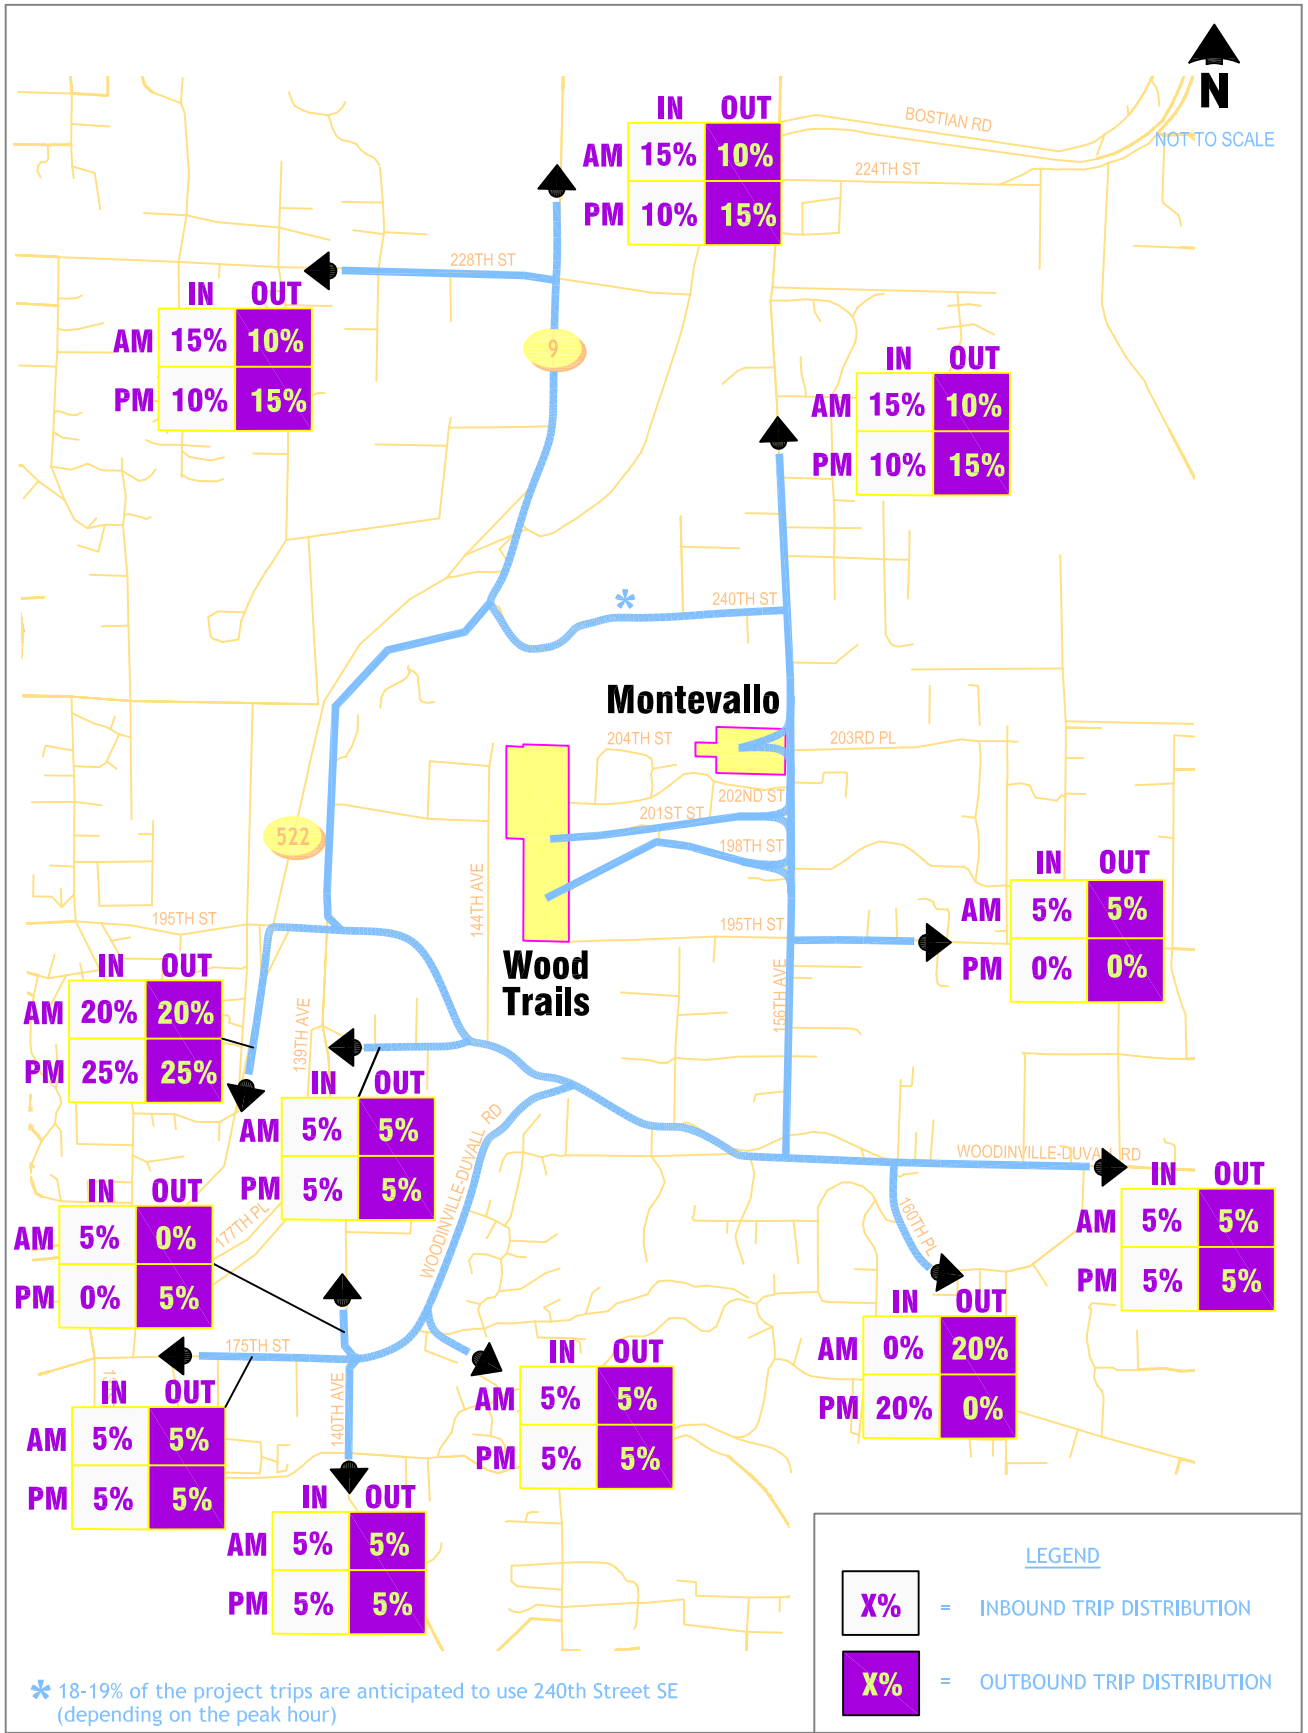 N
NOT TO SCALE
BOSTIAN RD
224TH ST
IN OUT
AM 15% 10%
PM 10% 15%
228TH ST
IN OUT
AM 15% 10%
PM 10% 15%
9
IN OUT
AM 15% 10%
PM 10% 15%
*
240TH ST
Montevallo
204TH ST
203RD PL
202ND ST
201ST ST
522
198TH ST
144TH AVE
195TH ST
195TH ST
IN OUT
AM 5% 5%
PM 0% 0%
Wood
Trails
156TH AVE
IN OUT
AM 20% 20%
PM 25% 25%
139TH AVE
IN OUT
AM 5% 5%
PM 5% 5%
WOODINVILLE-DUVALL RD
WOODINVILLE-DUVALL RD
IN OUT
AM 5% 5%
PM 5% 5%
177TH PL
160TH PL
IN OUT
AM 5% 0%
PM 0% 5%
IN OUT
AM 0% 20%
PM 20% 0%
175TH ST
140TH AVE
IN OUT
AM 5% 5%
PM 5% 5%
IN OUT
AM 5% 5%
PM 5% 5%
IN OUT
AM 5% 5%
PM 5% 5%
LEGEND
X% = INBOUND TRIP DISTRIBUTION
X% = OUTBOUND TRIP DISTRIBUTION
* 18-19% of the project trips are anticipated to use 240th Street SE
(depending on the peak hour)